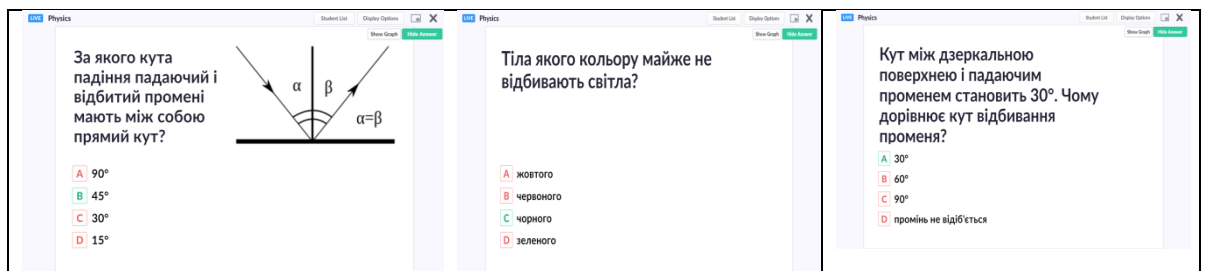 LIVE Physics
Student List Display Options X
Show Graph Hide Answer
За якого кута
падіння падаючий і
відбитий промені
мають між собою
прямий кут?
α β
α=β
A 90°
B 45°
C 30°
D 15°
LIVE Physics
Student List Display Options X
Show Graph Hide Answer
Тіла якого кольору майже не
відбивають світла?
A жовтого
B червоного
C чорного
D зеленого
LIVE Physics
Student List Display Options X
Show Graph Hide Answer
Кут між дзеркальною
поверхнею і падаючим
променем становить 30°. Чому
дорівнює кут відбивання
променя?
A 30°
B 60°
C 90°
D промінь не відіб'ється